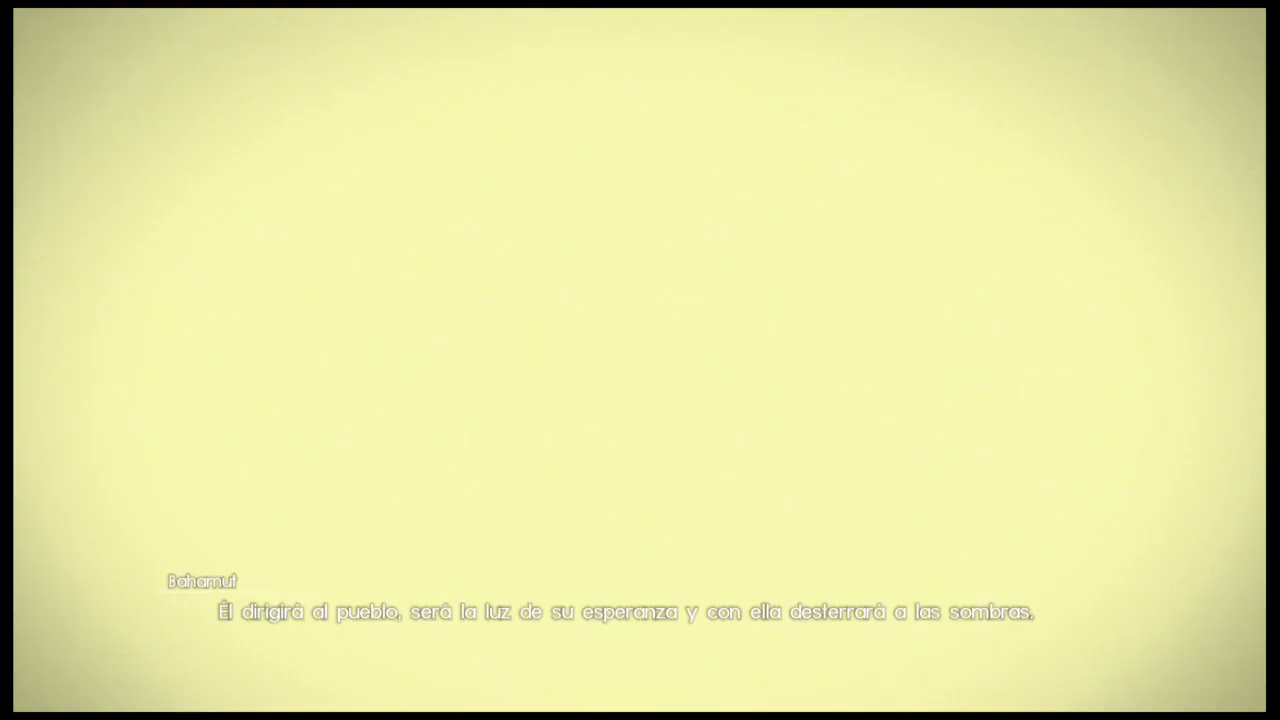 Bahamut
Él dirigirá al pueblo, será la luz de su esperanza y con ella desterrará a las sombras.